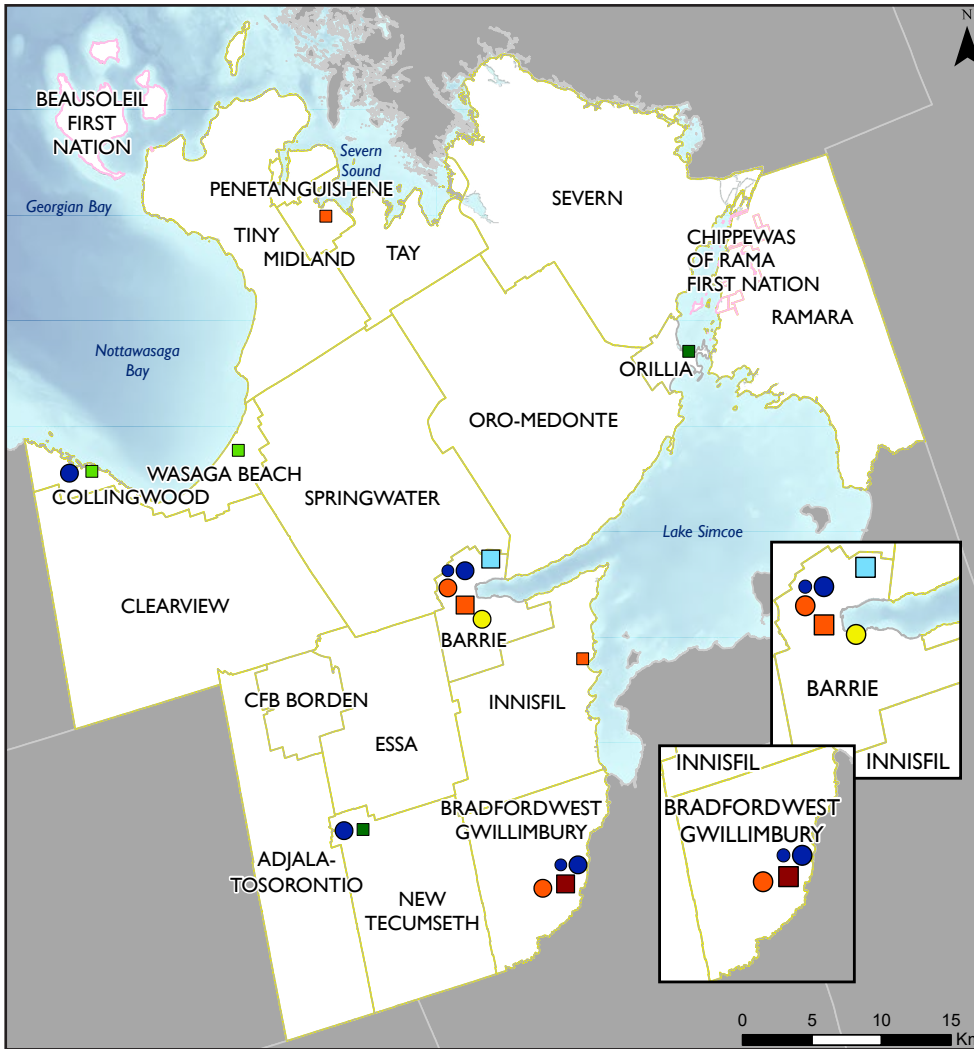 N
BEAUSOLEIL
FIRST
NATION
Severn
Sound
PENETANGUISHENE
SEVERN
Georgian Bay
TINY
MIDLAND
TAY
CHIPPEWAS
OF RAMA
FIRST NATION
RAMARA
Nottawasaga
Bay
ORILLIA
ORO-MEDONTE
WASAGA BEACH
COLLINGWOOD
SPRINGWATER
Lake Simcoe
CLEARVIEW
BARRIE
CFB BORDEN
INNISFIL
ESSA
BARRIE
INNISFIL
INNISFIL
BRADFORDWEST
GWILLIMBURY
BRADFORDWEST
GWILLIMBURY
ADJALA-
TOSORONTIO
NEW
TECUMSETH
0 5 10 15
Km